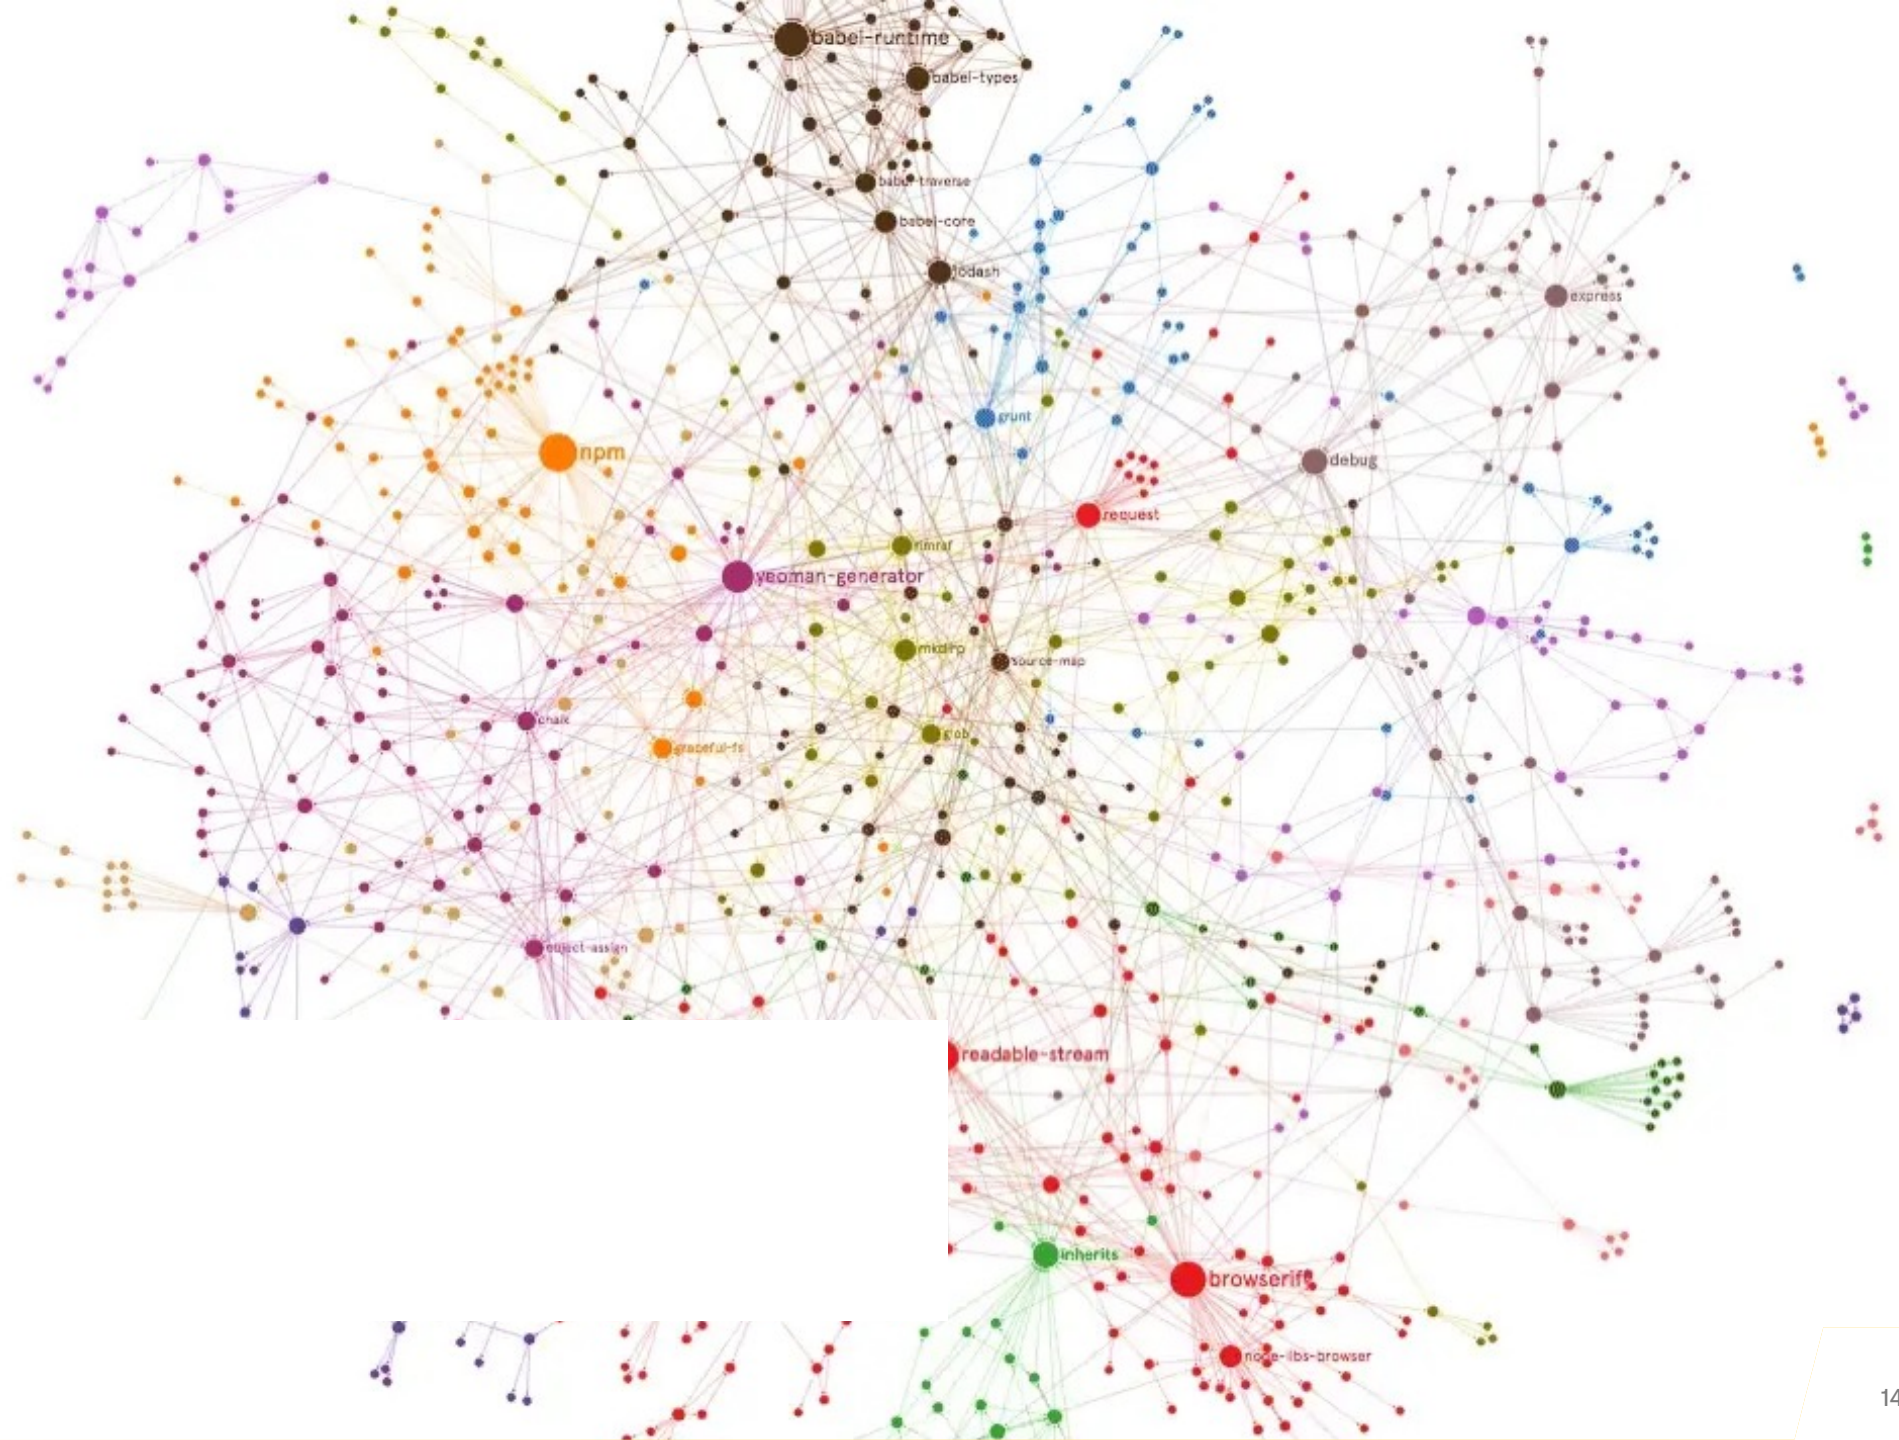 babel-runtime
babel-types
babel-traverse
babel-core
lodash
express
grunt
npm
debug
request
rimraf
yeoman-generator
mkdirp
source-map
chalk
glob
graceful-fs
object-assign
readable-stream
inherits
browserify
node-libs-browser
14